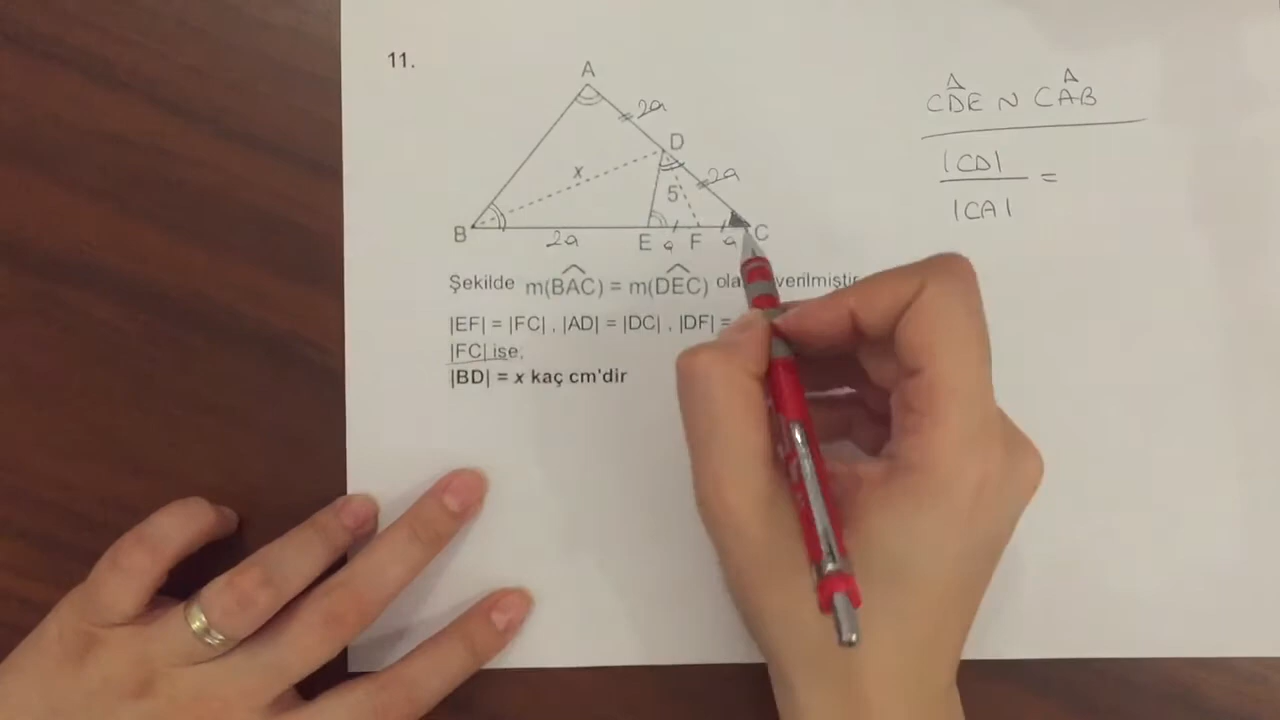 11.
A
2a
D
x
2a
5
B
2a
E
a
F
a
C
Şekilde m(BAC) = m(DEC) verilmiştir
|EF| = |FC| , |AD| = |DC| , |DF| =
|FC| ise,
|BD| = x kaç cm'dir
CDE ~ CAB
|CD|
|CA|
=